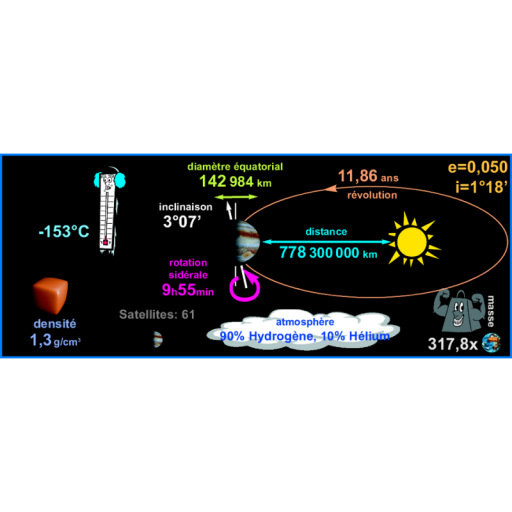 diamètre équatorial
142 984 km
11,86 ans
révolution
e=0,050
i=1°18’
inclinaison
3°07’
-153°C
distance
778 300 000 km
rotation
sidérale
9h55min
Satellites: 61
densité
1,3 g/cm³
atmosphère
90% Hydrogène, 10% Hélium
masse
317,8x